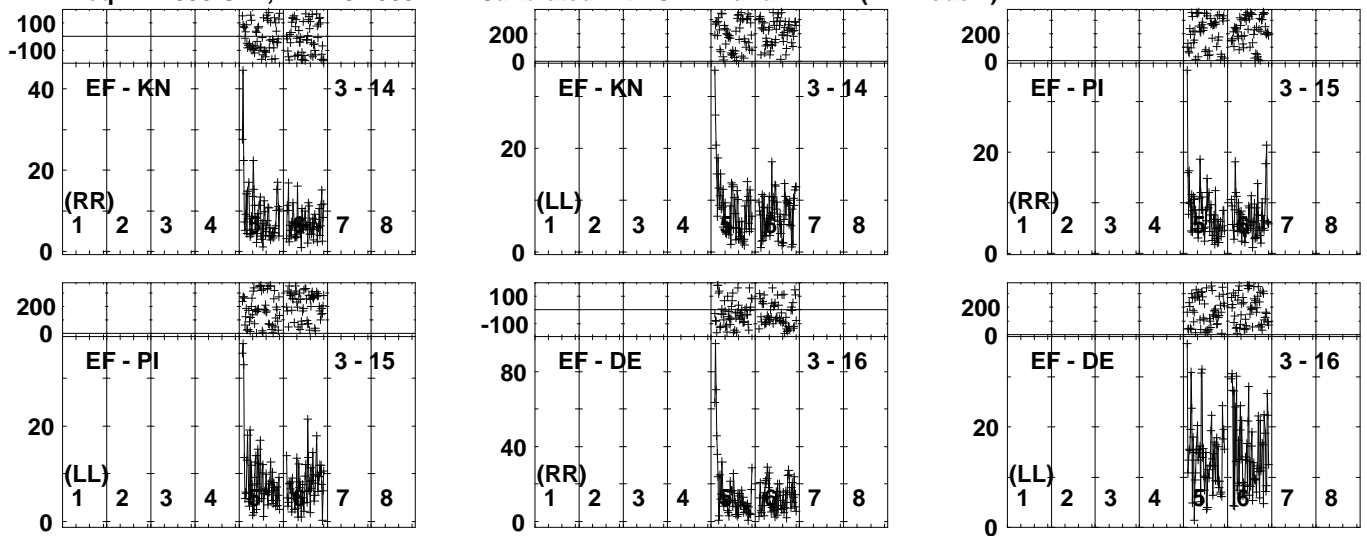 100 200 200
-100 0 0
EF - KN 3 - 14 EF - KN 3 - 14 EF - PI 3 - 15
40
20 20 20
(RR) (LL) (RR)
1 2 3 4 5 6 7 8 1 2 3 4 5 6 7 8 1 2 3 4 5 6 7 8
0 0 0
200 100 200
0 -100 0
EF - PI 3 - 15 EF - DE 3 - 16 EF - DE 3 - 16
80
20 40 20
(LL) (RR) (LL)
1 2 3 4 5 6 7 8 1 2 3 4 5 6 7 8 1 2 3 4 5 6 7 8
0 0 0